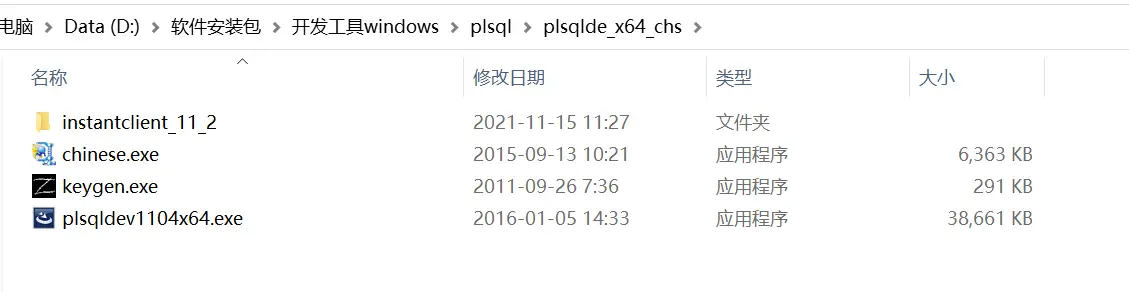 电脑 › Data (D:) › 软件安装包 › 开发工具windows › plsql › plsqlde_x64_chs ›
名称 修改日期 类型 大小
instantclient_11_2 2021-11-15 11:27 文件夹
chinese.exe 2015-09-13 10:21 应用程序 6,363 KB
keygen.exe 2011-09-26 7:36 应用程序 291 KB
plsqldev1104x64.exe 2016-01-05 14:33 应用程序 38,661 KB